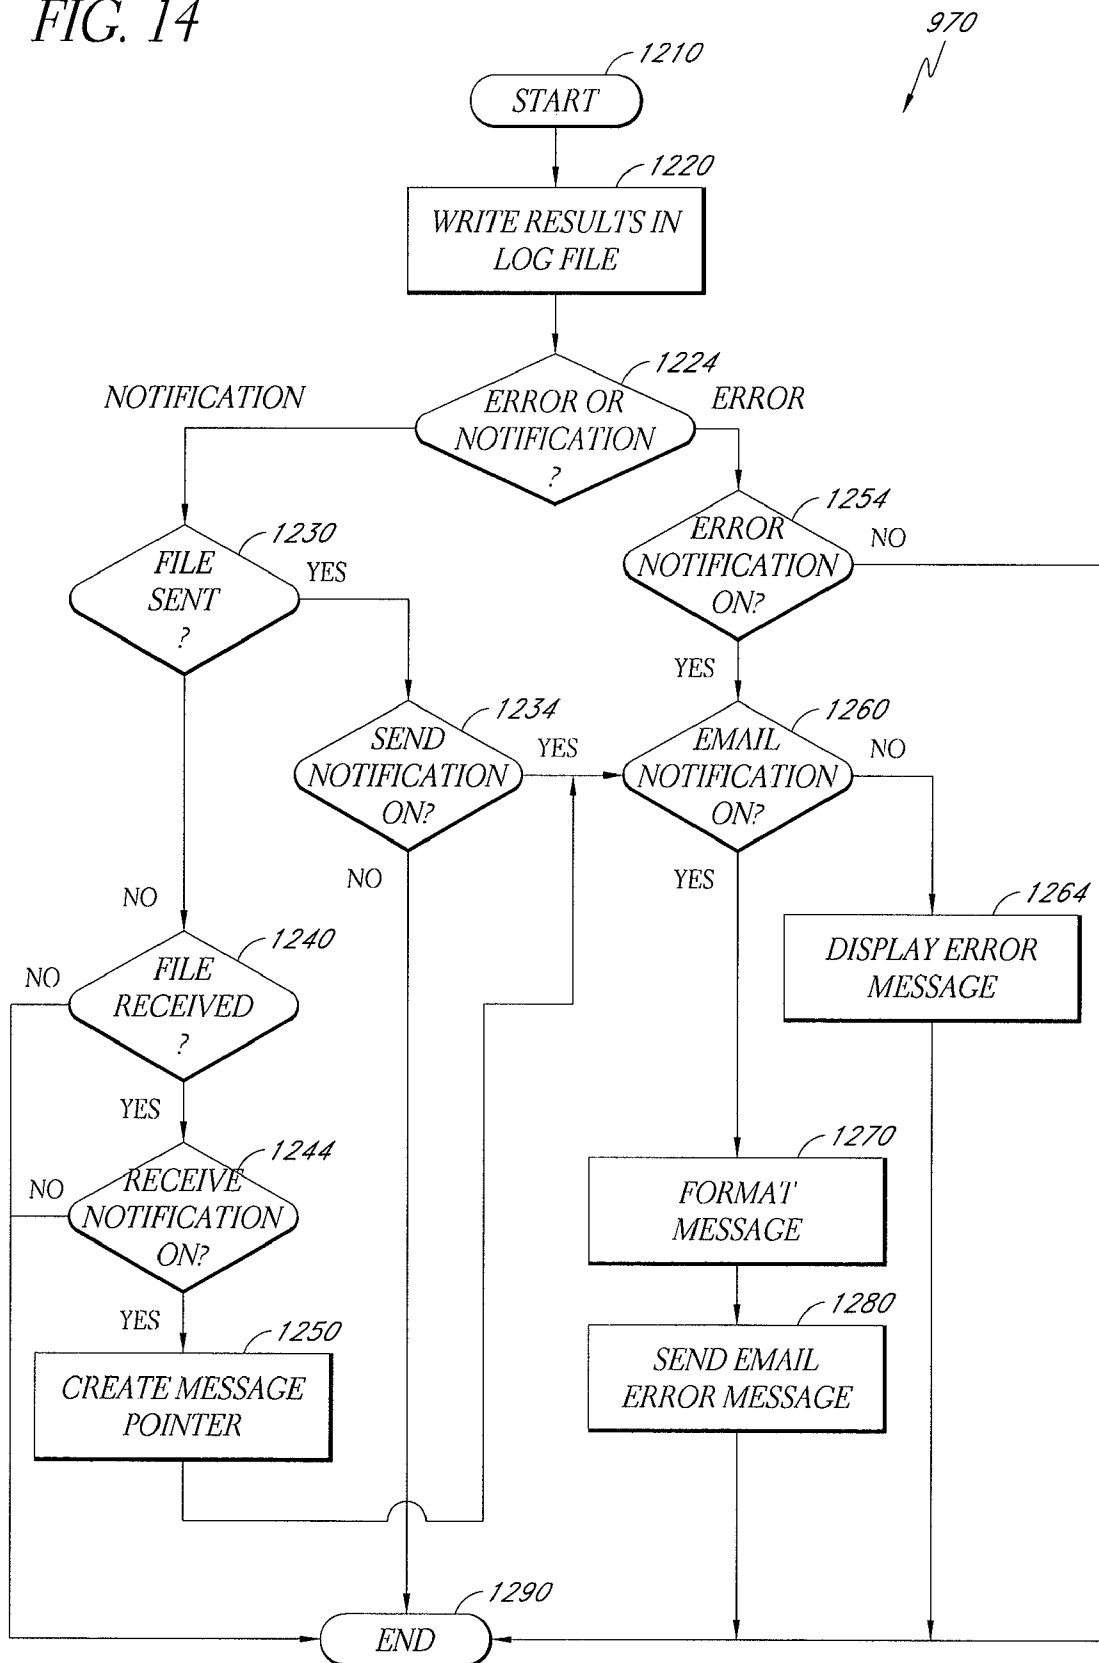 FIG. 14
970
1210
START
1220
WRITE RESULTS IN
LOG FILE
1224
NOTIFICATION
ERROR OR
NOTIFICATION
?
ERROR
1254
ERROR
NOTIFICATION
ON?
NO
YES
1230
FILE
SENT
?
YES
NO
1234
SEND
NOTIFICATION
ON?
YES
NO
1260
EMAIL
NOTIFICATION
ON?
NO
YES
1264
DISPLAY ERROR
MESSAGE
1240
FILE
RECEIVED
?
NO
YES
1244
RECEIVE
NOTIFICATION
ON?
NO
YES
1250
CREATE MESSAGE
POINTER
1270
FORMAT
MESSAGE
1280
SEND EMAIL
ERROR MESSAGE
1290
END